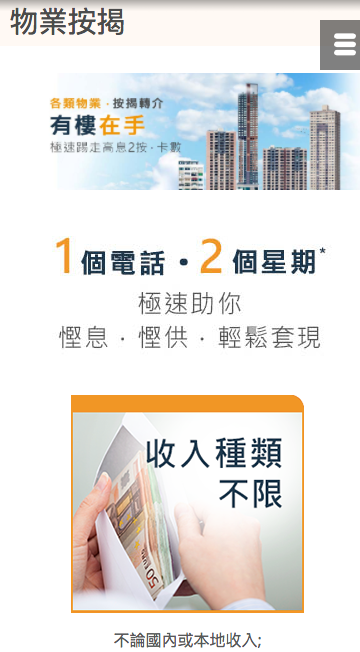 物業按揭
各類物業·按揭轉介
有樓在手
極速踢走高息2按·卡數
1個電話·2個星期*
極速助你
慳息·慳供·輕鬆套現
收入種類
不限
不論國內或本地收入;